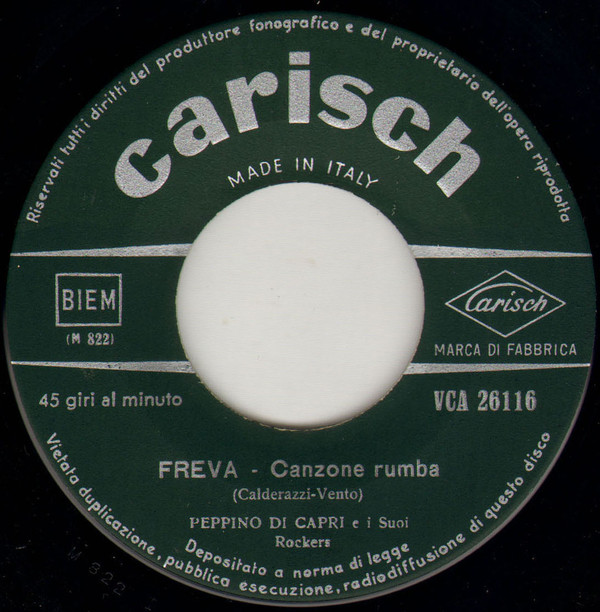 Riservati tutti i diritti del produttore fonografico e del proprietario dell'opera riprodotta
carisch
MADE IN ITALY
BIEM
(M 822)
Carisch
MARCA DI FABBRICA
45 giri al minuto
VCA 26116
FREVA - Canzone rumba
(Calderazzi-Vento)
PEPPINO DI CAPRI e i Suoi
Rockers
Depositato a norma di legge
Vietata duplicazione, pubblica esecuzione, radiodiffusione di questo disco
M 822